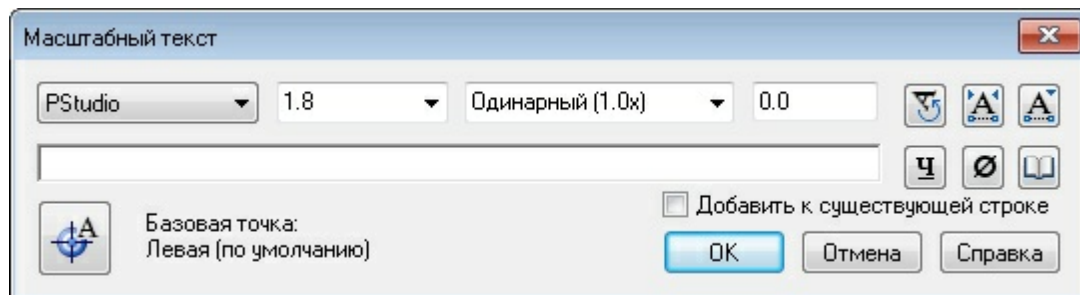 Масштабный текст
PStudio 1.8 Одинарный (1.0x) 0.0
Ч Ø
Добавить к существующей строке
A Базовая точка:
Левая (по умолчанию)
OK Отмена Справка